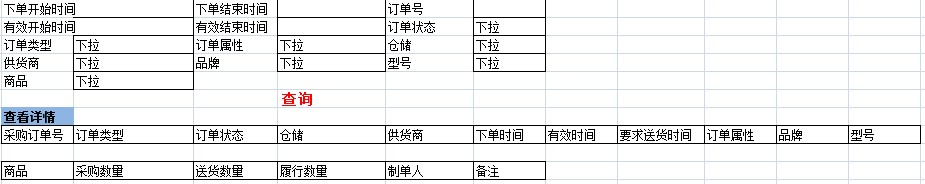 下单开始时间 下单结束时间 订单号
有效开始时间 有效结束时间 订单状态 下拉
订单类型 下拉 订单属性 下拉 仓储 下拉
供货商 下拉 品牌 下拉 型号 下拉
商品 下拉
查询
查看详情
采购订单号 订单类型 订单状态 仓储 供货商 下单时间 有效时间 要求送货时间 订单属性 品牌 型号
商品 采购数量 送货数量 履行数量 制单人 备注